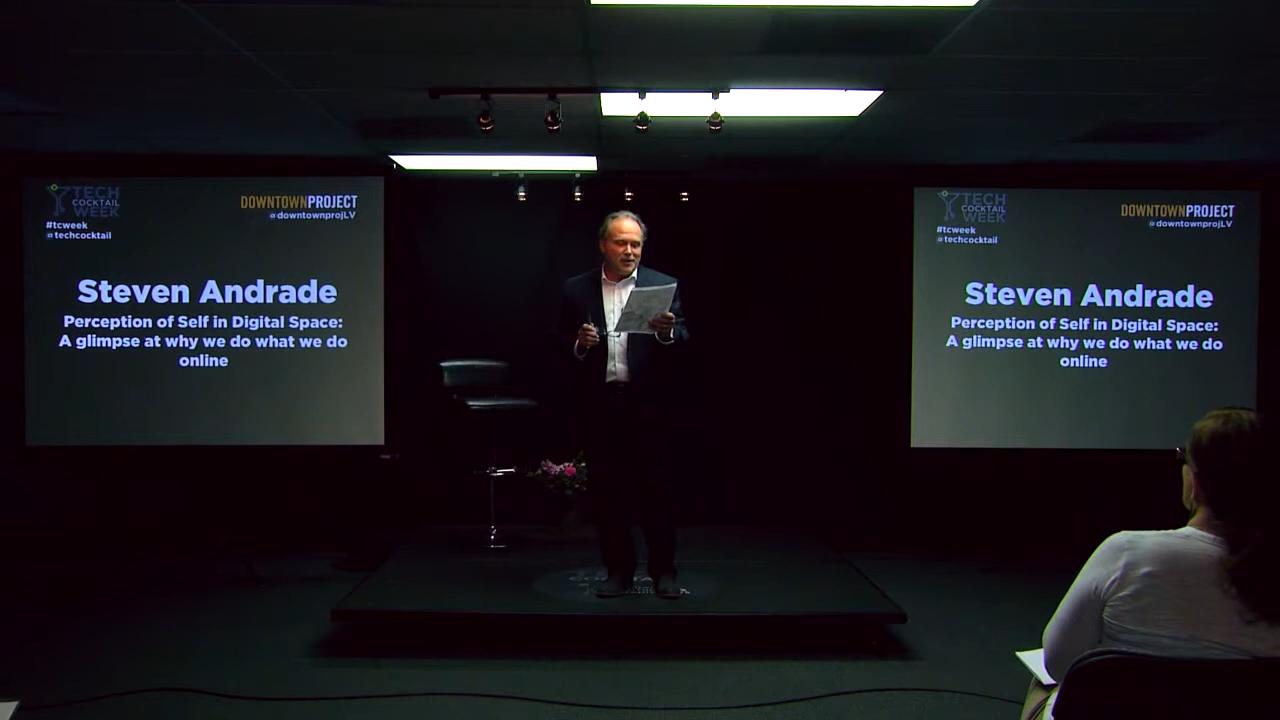 TECH
COCKTAIL
WEEK
#tcweek
@techcocktail
DOWNTOWNPROJECT
@downtownprojLV
Steven Andrade
Perception of Self in Digital Space:
A glimpse at why we do what we do
online
TECH
COCKTAIL
WEEK
#tcweek
@techcocktail
DOWNTOWNPROJECT
@downtownprojLV
Steven Andrade
Perception of Self in Digital Space:
A glimpse at why we do what we do
online